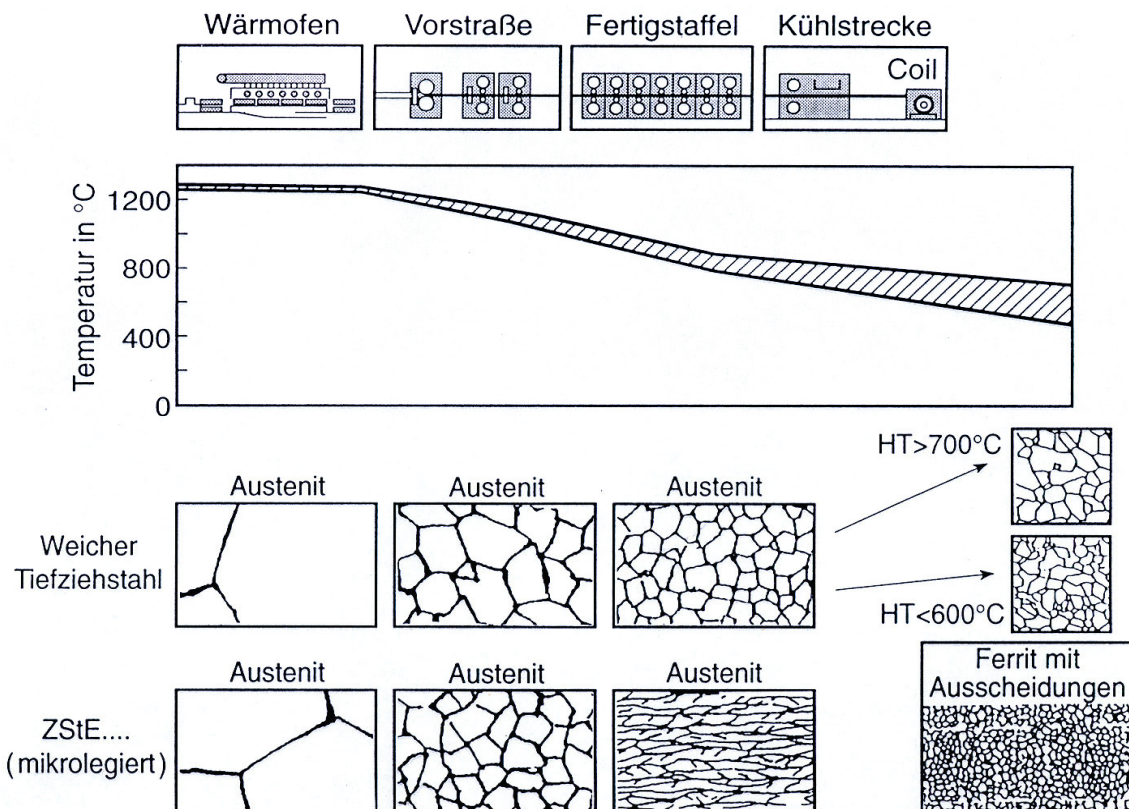 Wärmofen
Vorstraße
Fertigstaffel
Kühlstrecke
Coil
Temperatur in °C
1200
800
400
0
HT>700°C
Austenit
Austenit
Austenit
Weicher
Tiefziehstahl
HT<600°C
Austenit
Austenit
Austenit
Ferrit mit
Ausscheidungen
ZStE....
(mikrolegiert)